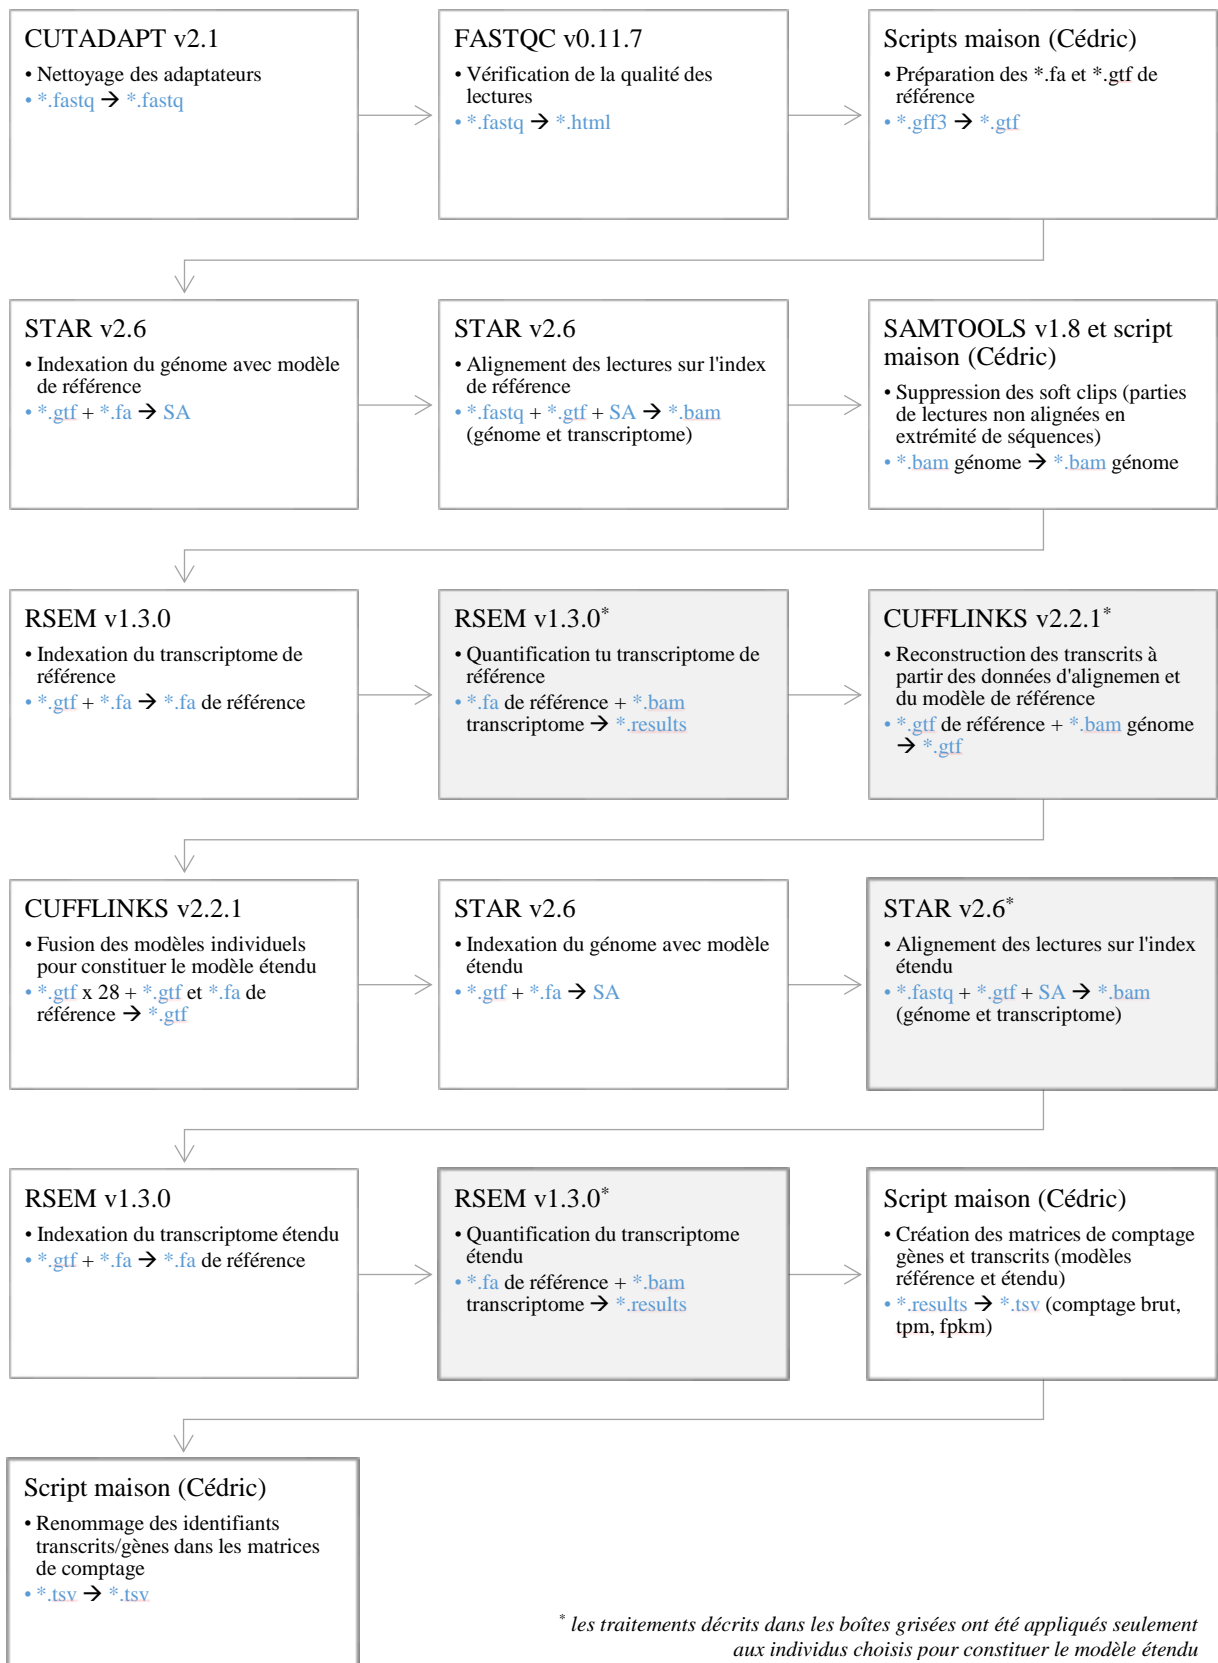 CUTADAPT v2.1
• Nettoyage des adaptateurs
• *.fastq → *.fastq
FASTQC v0.11.7
• Vérification de la qualité des
lectures
• *.fastq → *.html
Scripts maison (Cédric)
• Préparation des *.fa et *.gtf de
référence
• *.gff3 → *.gtf
STAR v2.6
• Indexation du génome avec modèle
de référence
• *.gtf + *.fa → SA
STAR v2.6
• Alignement des lectures sur l'index
de référence
• *.fastq + *.gtf + SA → *.bam
(génome et transcriptome)
SAMTOOLS v1.8 et script
maison (Cédric)
• Suppression des soft clips (parties
de lectures non alignées en
extrémité de séquences)
• *.bam génome → *.bam génome
RSEM v1.3.0
• Indexation du transcriptome de
référence
• *.gtf + *.fa → *.fa de référence
RSEM v1.3.0*
• Quantification tu transcriptome de
référence
• *.fa de référence + *.bam
transcriptome → *.results
CUFFLINKS v2.2.1*
• Reconstruction des transcrits à
partir des données d'alignemen et
du modèle de référence
• *.gtf de référence + *.bam génome
→ *.gtf
CUFFLINKS v2.2.1
• Fusion des modèles individuels
pour constituer le modèle étendu
• *.gtf x 28 + *.gtf et *.fa de
référence → *.gtf
STAR v2.6
• Indexation du génome avec modèle
étendu
• *.gtf + *.fa → SA
STAR v2.6*
• Alignement des lectures sur l'index
étendu
• *.fastq + *.gtf + SA → *.bam
(génome et transcriptome)
RSEM v1.3.0
• Indexation du transcriptome étendu
• *.gtf + *.fa → *.fa de référence
RSEM v1.3.0*
• Quantification du transcriptome
étendu
• *.fa de référence + *.bam
transcriptome → *.results
Script maison (Cédric)
• Création des matrices de comptage
gènes et transcrits (modèles
référence et étendu)
• *.results → *.tsv (comptage brut,
tpm, fpkm)
Script maison (Cédric)
• Renommage des identifiants
transcrits/gènes dans les matrices
de comptage
• *.tsv → *.tsv
* les traitements décrits dans les boîtes grisées ont été appliqués seulement
aux individus choisis pour constituer le modèle étendu